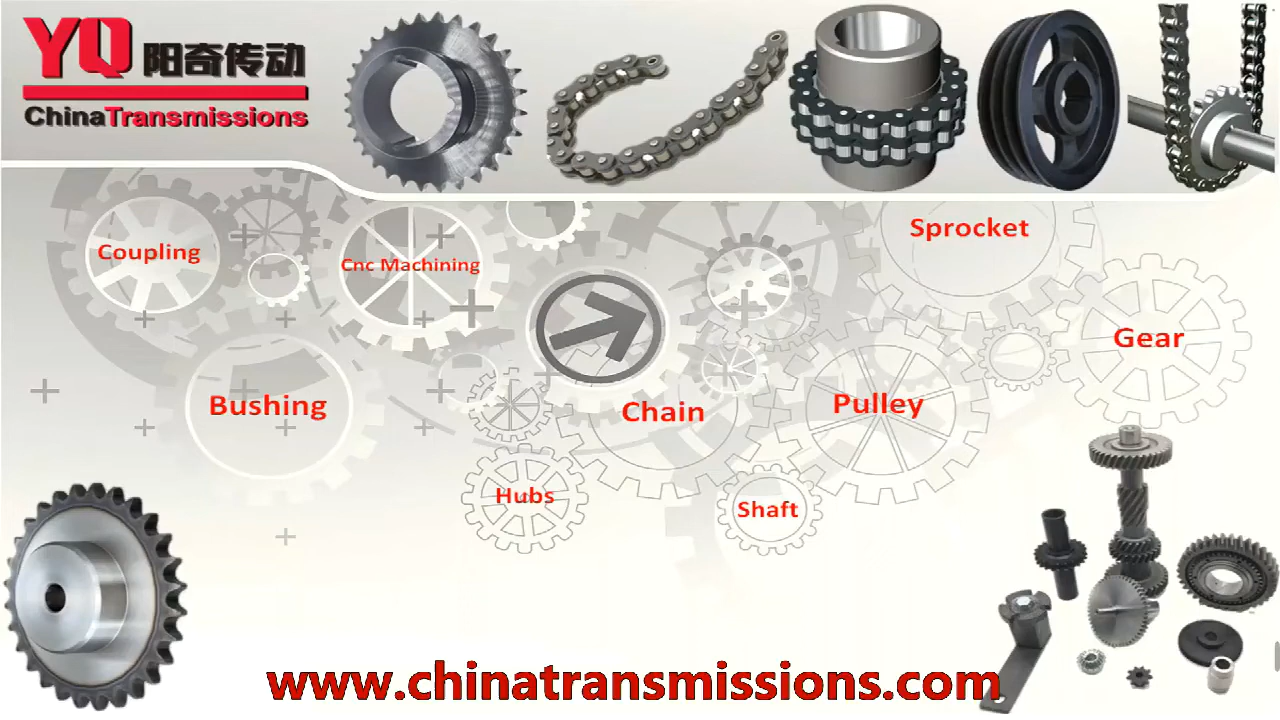 YQ 阳奇传动
ChinaTransmissions
Sprocket
Coupling
Cnc Machining
Gear
Bushing
Chain
Pulley
Hubs
Shaft
www.chinatransmissions.com